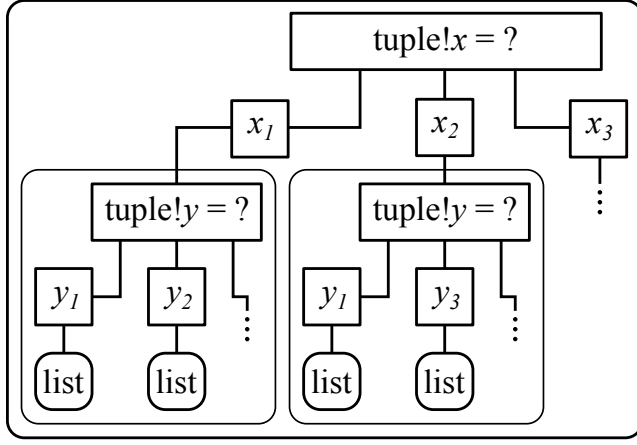 tuple!x = ?
x1 x2 x3
tuple!y = ? tuple!y = ?
y1 y2 y1 y3
list list list list